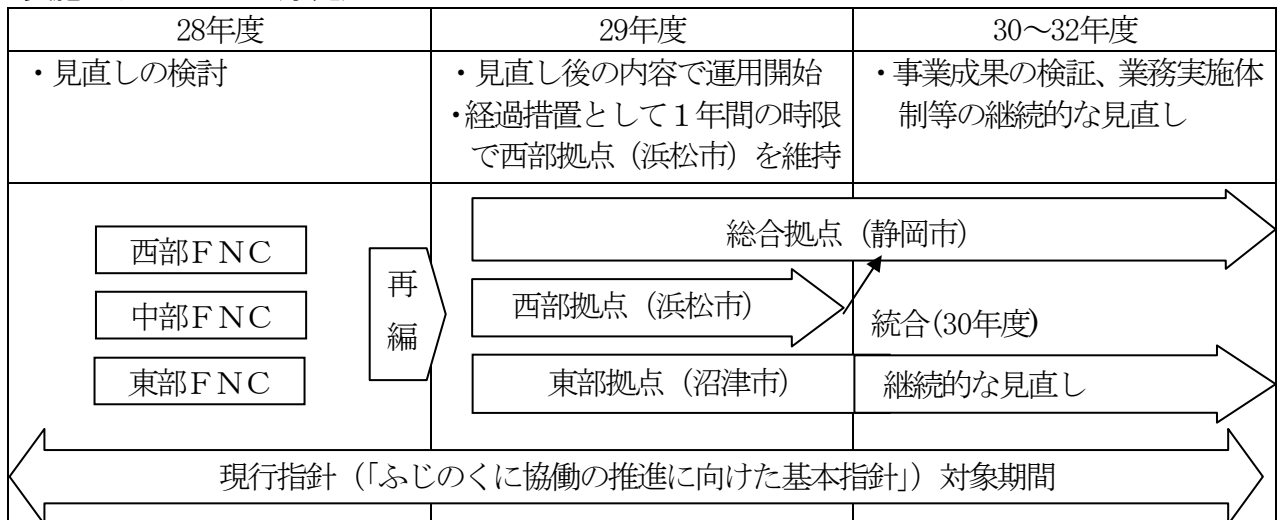 28年度
29年度
30~32年度
・見直しの検討
・見直し後の内容で運用開始
・経過措置として１年間の時限
で西部拠点（浜松市）を維持
・事業成果の検証、業務実施体
制等の継続的な見直し
西部ＦＮＣ
中部ＦＮＣ
東部ＦＮＣ
再
編
総合拠点（静岡市）
西部拠点（浜松市）
統合(30年度)
東部拠点（沼津市）
継続的な見直し
現行指針（「ふじのくに協働の推進に向けた基本指針」）対象期間